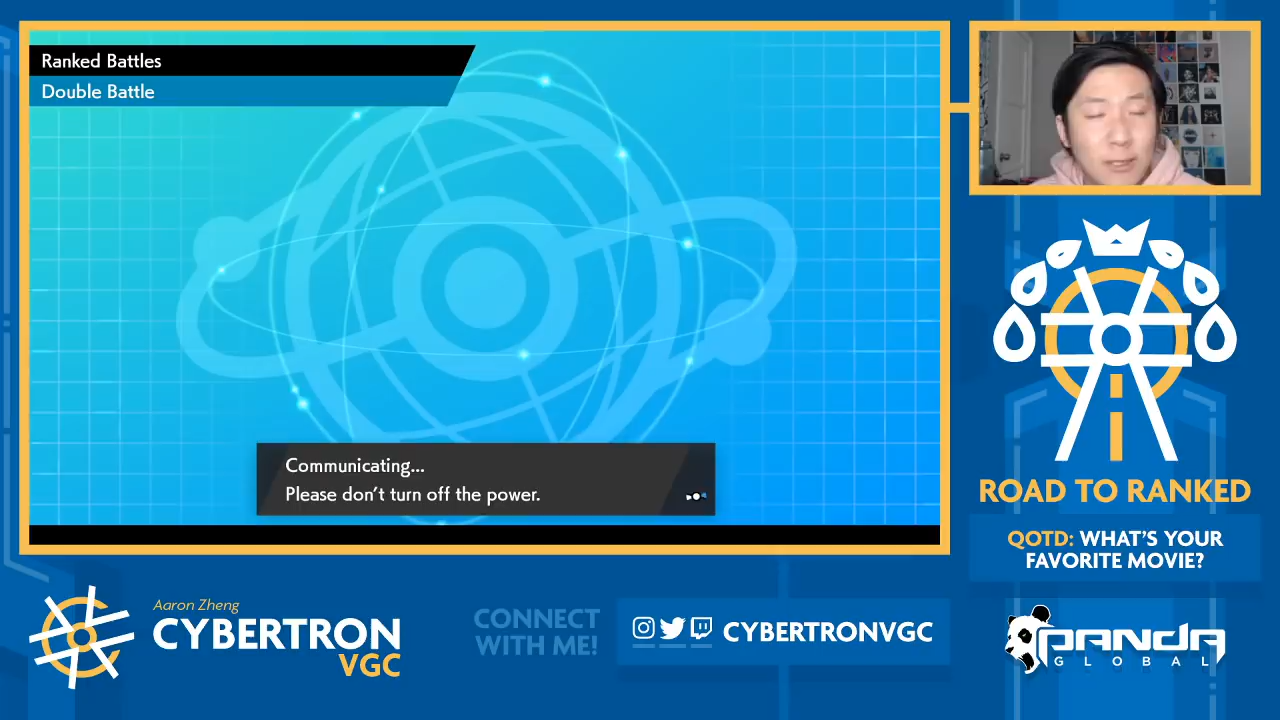 Ranked Battles
Double Battle
Communicating...
Please don't turn off the power.
ROAD TO RANKED
QOTD: WHAT'S YOUR
FAVORITE MOVIE?
Aaron Zheng
CYBERTRON
VGC
CONNECT
WITH ME!
CYBERTRONVGC
PANDA
GLOBAL